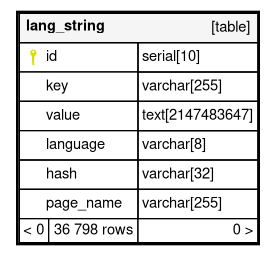 lang_string [table]
id serial[10]
key varchar[255]
value text[2147483647]
language varchar[8]
hash varchar[32]
page_name varchar[255]
< 0 36 798 rows 0 >